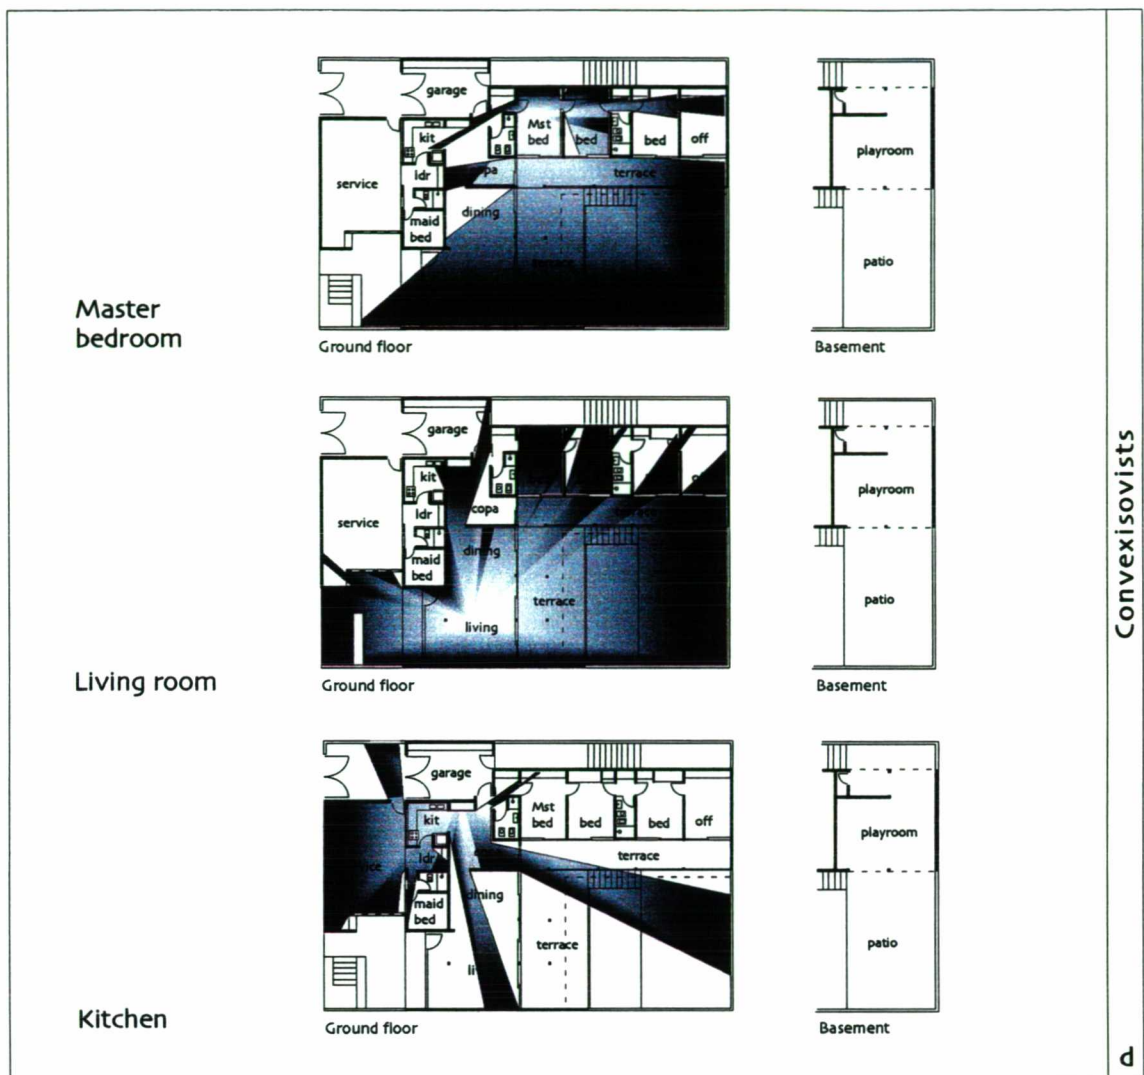 garage
kit
Mst
bed
bed
bed
off
service
ldr
copa
terrace
maid
bed
dining
terrace
playroom
patio
Master
bedroom
Ground floor
Basement
garage
kit
service
ldr
copa
terrace
dining
maid
bed
terrace
living
playroom
patio
Living room
Ground floor
Basement
garage
kit
Mst
bed
bed
bed
off
ldr
terrace
maid
bed
dining
terrace
playroom
patio
Kitchen
Ground floor
Basement
Convexisovists
d